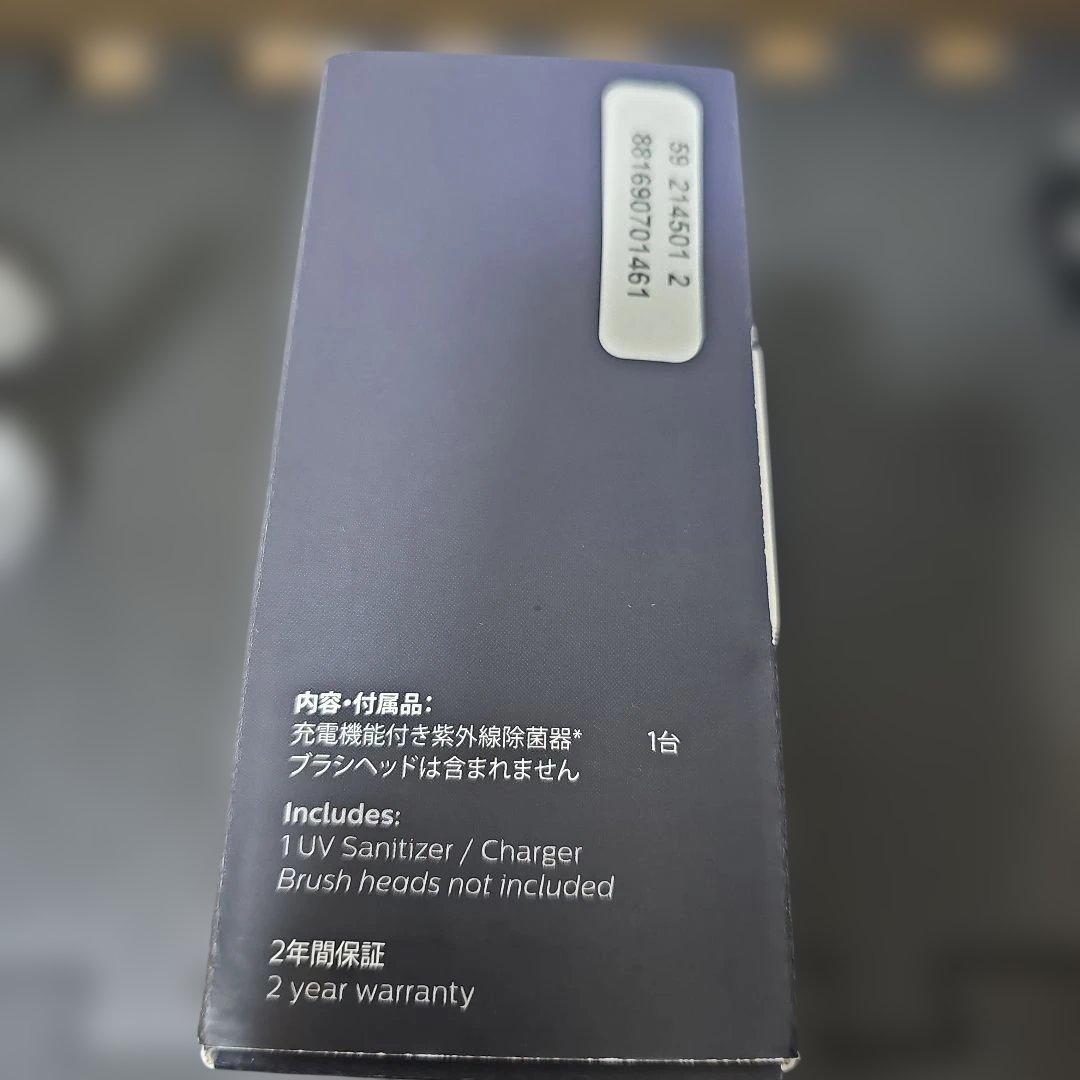 59 214501 2
881690701461
内容・付属品：
充電機能付き紫外線除菌器* 1台
ブラシヘッドは含まれません
Includes:
1 UV Sanitizer / Charger
Brush heads not included
2年間保証
2 year warranty